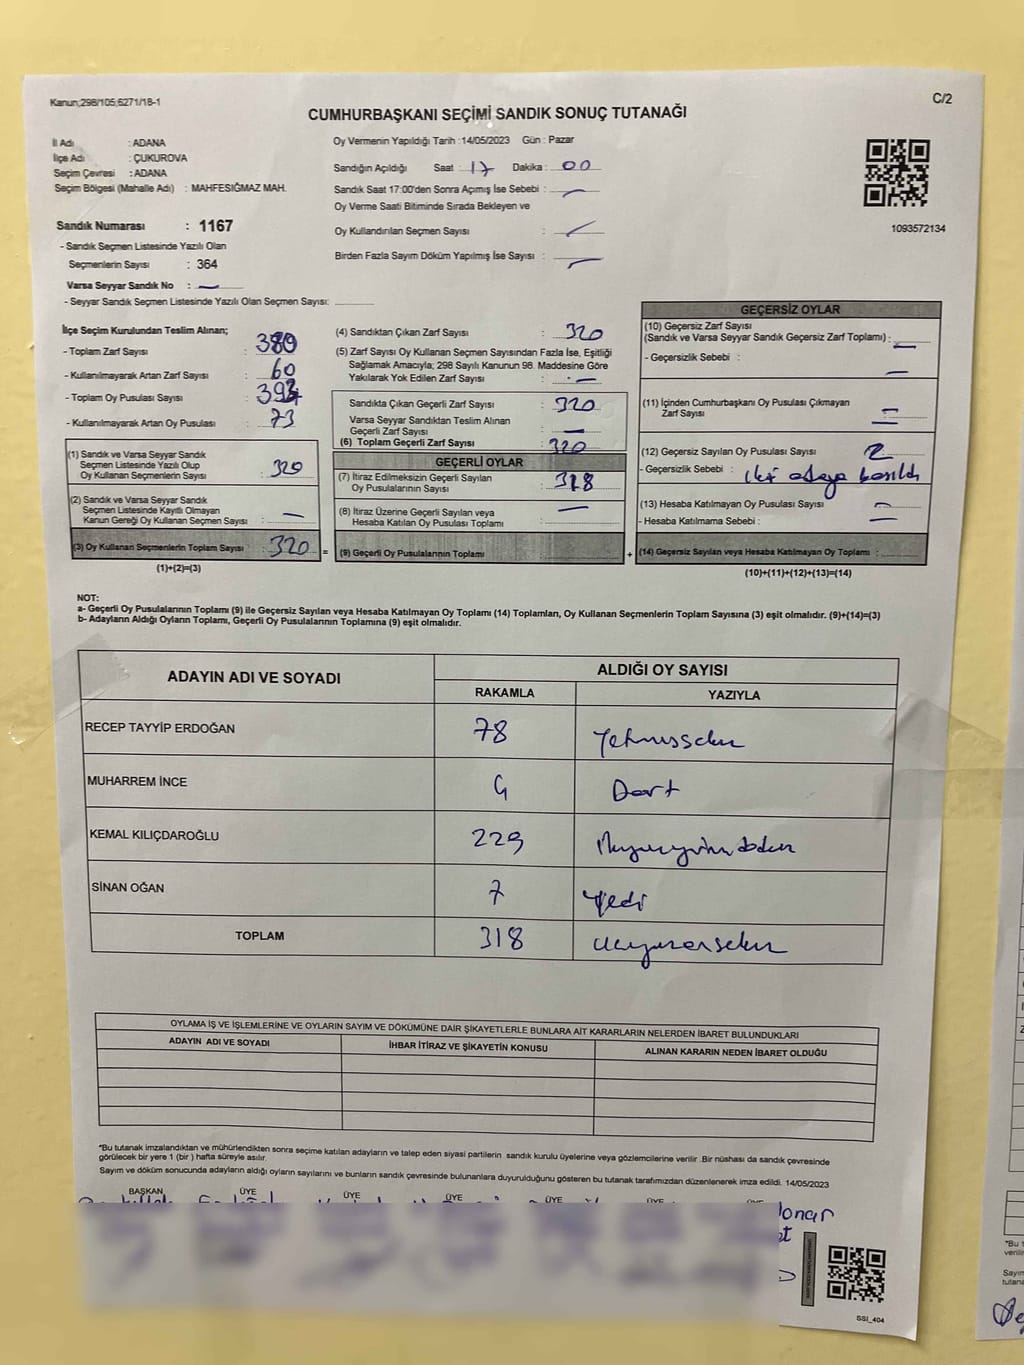 Kanun;298/105;6271/18-1
C/2
CUMHURBAŞKANI SEÇİMİ SANDIK SONUÇ TUTANAĞI
İl Adı : ADANA
İlçe Adı : ÇUKUROVA
Seçim Çevresi : ADANA
Seçim Bölgesi (Mahalle Adı) : MAHFESIĞMAZ MAH.
Sandık Numarası : 1167
- Sandık Seçmen Listesinde Yazılı Olan
Seçmenlerin Sayısı : 364
Varsa Seyyar Sandık No : —
- Seyyar Sandık Seçmen Listesinde Yazılı Olan Seçmen Sayısı:
Oy Vermenin Yapıldığı Tarih : 14/05/2023 Gün : Pazar
Sandığın Açıldığı Saat : 17 Dakika : 00
Sandık Saat 17:00'den Sonra Açımış İse Sebebi : —
Oy Verme Saati Bitiminde Sırada Bekleyen ve
Oy Kullandırılan Seçmen Sayısı : —
Birden Fazla Sayım Döküm Yapılmış İse Sayısı : —
1093572134
İlçe Seçim Kurulundan Teslim Alınan;
- Toplam Zarf Sayısı : 380
- Kullanılmayarak Artan Zarf Sayısı : 60
- Toplam Oy Pusulası Sayısı :
- Kullanılmayarak Artan Oy Pusulası : 73
(1) Sandık ve Varsa Seyyar Sandık
Seçmen Listesinde Yazılı Olup
Oy Kullanan Seçmenlerin Sayısı : 320
(2) Sandık ve Varsa Seyyar Sandık
Seçmen Listesinde Kayıtlı Olmayan
Kanun Gereği Oy Kullanan Seçmen Sayısı : —
(3) Oy Kullanan Seçmenlerin Toplam Sayısı : 320 =
(1)+(2)=(3)
(4) Sandıktan Çıkan Zarf Sayısı : 320
(5) Zarf Sayısı Oy Kullanan Seçmen Sayısından Fazla İse, Eşitliği
Sağlamak Amacıyla; 298 Sayılı Kanunun 98. Maddesine Göre
Yakılarak Yok Edilen Zarf Sayısı : —
Sandıkta Çıkan Geçerli Zarf Sayısı : 320
Varsa Seyyar Sandıktan Teslim Alınan
Geçerli Zarf Sayısı : —
(6) Toplam Geçerli Zarf Sayısı : 320
GEÇERLİ OYLAR
(7) İtiraz Edilmeksizin Geçerli Sayılan
Oy Pusulalarının Sayısı : 318
(8) İtiraz Üzerine Geçerli Sayılan veya
Hesaba Katılan Oy Pusulası Toplamı : —
(9) Geçerli Oy Pusulalarının Toplamı +
GEÇERSİZ OYLAR
(10) Geçersiz Zarf Sayısı
(Sandık ve Varsa Seyyar Sandık Geçersiz Zarf Toplamı) : —
- Geçersizlik Sebebi : —
(11) İçinden Cumhurbaşkanı Oy Pusulası Çıkmayan
Zarf Sayısı : —
(12) Geçersiz Sayılan Oy Pusulası Sayısı : 2
- Geçersizlik Sebebi : iki adaya basıldı
(13) Hesaba Katılmayan Oy Pusulası Sayısı : —
- Hesaba Katılmama Sebebi : —
(14) Geçersiz Sayılan veya Hesaba Katılmayan Oy Toplamı :
(10)+(11)+(12)+(13)=(14)
NOT:
a- Geçerli Oy Pusulalarının Toplamı (9) ile Geçersiz Sayılan veya Hesaba Katılmayan Oy Toplamı (14) Toplamları, Oy Kullanan Seçmenlerin Toplam Sayısına (3) eşit olmalıdır. (9)+(14)=(3)
b- Adayların Aldığı Oyların Toplamı, Geçerli Oy Pusulalarının Toplamına (9) eşit olmalıdır.
ADAYIN ADI VE SOYADI ALDIĞI OY SAYISI
RAKAMLA YAZIYLA
RECEP TAYYİP ERDOĞAN 78 Yetmişsekiz
MUHARREM İNCE 4 Dört
KEMAL KILIÇDAROĞLU 229
SİNAN OĞAN 7 Yedi
TOPLAM 318 üçyüzonsekiz
OYLAMA İŞ VE İŞLEMLERİNE VE OYLARIN SAYIM VE DÖKÜMÜNE DAİR ŞİKAYETLERLE BUNLARA AİT KARARLARIN NELERDEN İBARET BULUNDUKLARI
ADAYIN ADI VE SOYADI İHBAR İTİRAZ VE ŞİKAYETİN KONUSU ALINAN KARARIN NEDEN İBARET OLDUĞU
*Bu tutanak imzalandıktan ve mühürlendikten sonra seçime katılan adayların ve talep eden siyasi partilerin sandık kurulu üyelerine veya gözlemcilerine verilir .Bir nüshası da sandık çevresinde
görülecek bir yere 1 (bir ) hafta süreyle asılır.
Sayım ve döküm sonucunda adayların aldığı oyların sayılarını ve bunların sandık çevresinde bulunanlara duyurulduğunu gösteren bu tutanak tarafımızdan düzenlenerek imza edildi. 14/05/2023
BAŞKAN ÜYE ÜYE ÜYE ÜYE ÜYE ÜYE
SSI_404